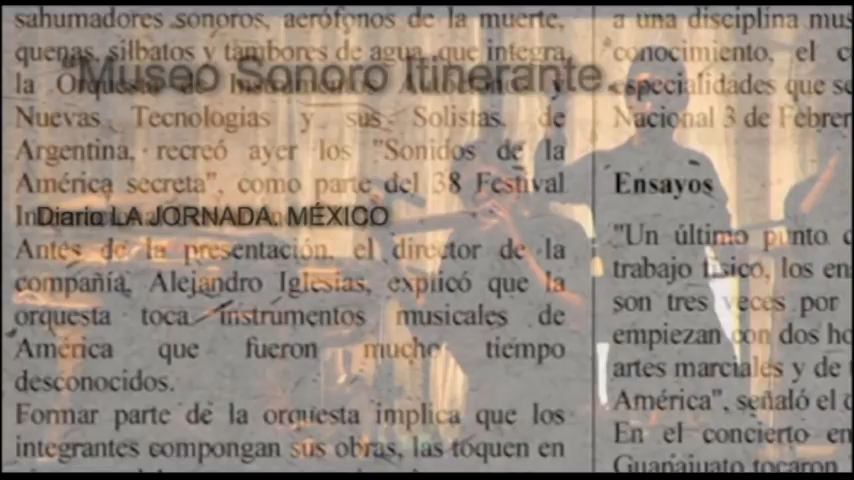 sahumadores sonoros, aerófonos de la muerte,
quenas, silbatos y tambores de agua, que integra
"Museo Sonoro Itinerante
la Orquesta de Instrumentos y
Nuevas Tecnologías y sus Solistas, de
Argentina, recreó ayer los "Sonidos de la
América secreta", como parte del 38 Festival
Diario LA JORNADA. MÉXICO
Antes de la presentación, el director de la
compañía, Alejandro Iglesias, explicó que la
orquesta toca instrumentos musicales de
América que fueron mucho tiempo
desconocidos.
Formar parte de la orquesta implica que los
integrantes compongan sus obras, las toquen en
a una disciplina mus
conocimiento, el c
especialidades que se
Nacional 3 de Febrer
Ensayos
"Un último punto
trabajo físico, los en
son tres veces por
empiezan con dos ho
artes marciales y de
América", señaló el
En el concierto en
Guanajuato tocaron